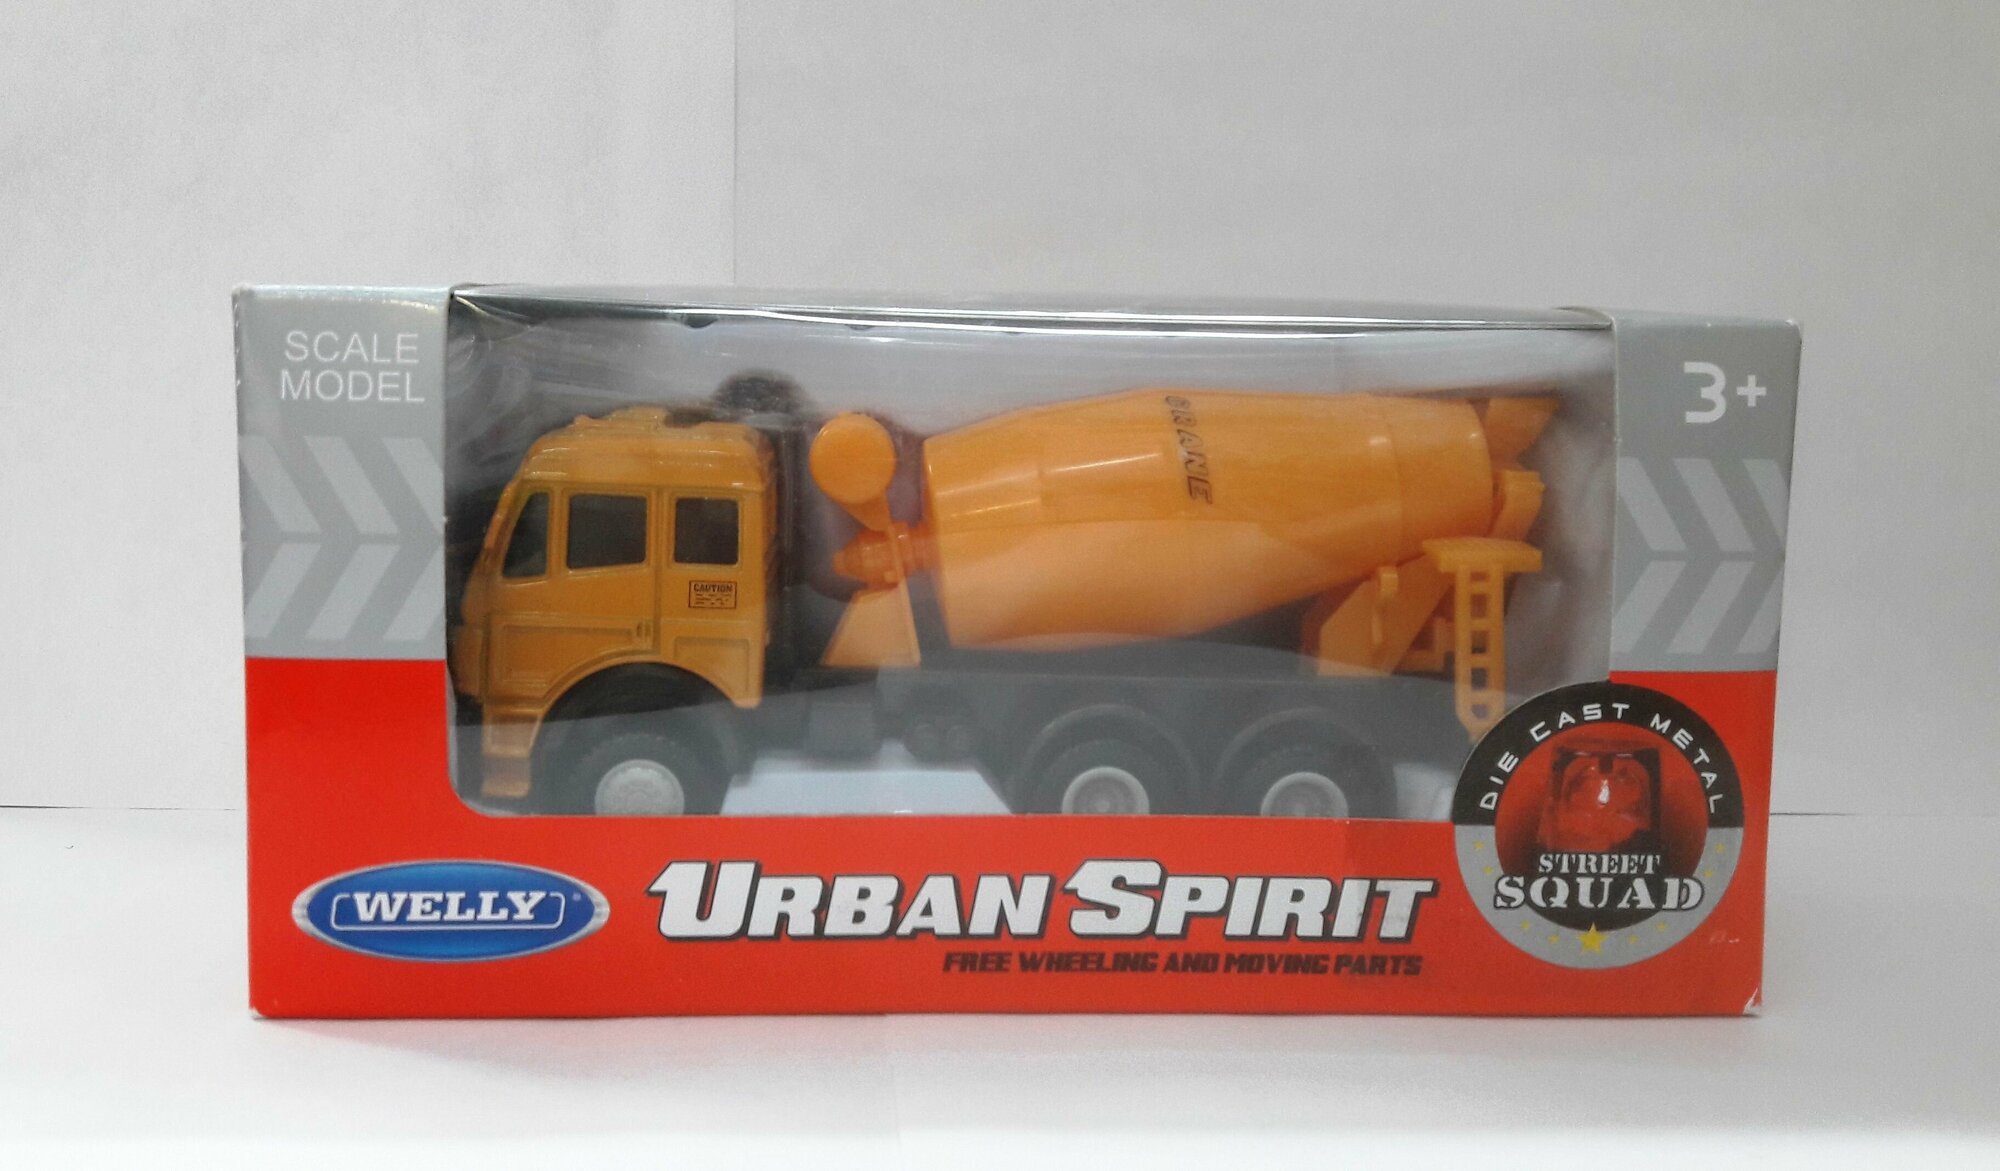 SCALE
MODEL
3+
CRANE
CAUTION
DIE CAST METAL
STREET
SQUAD
WELLY
URBAN SPIRIT
FREE WHEELING AND MOVING PARTS